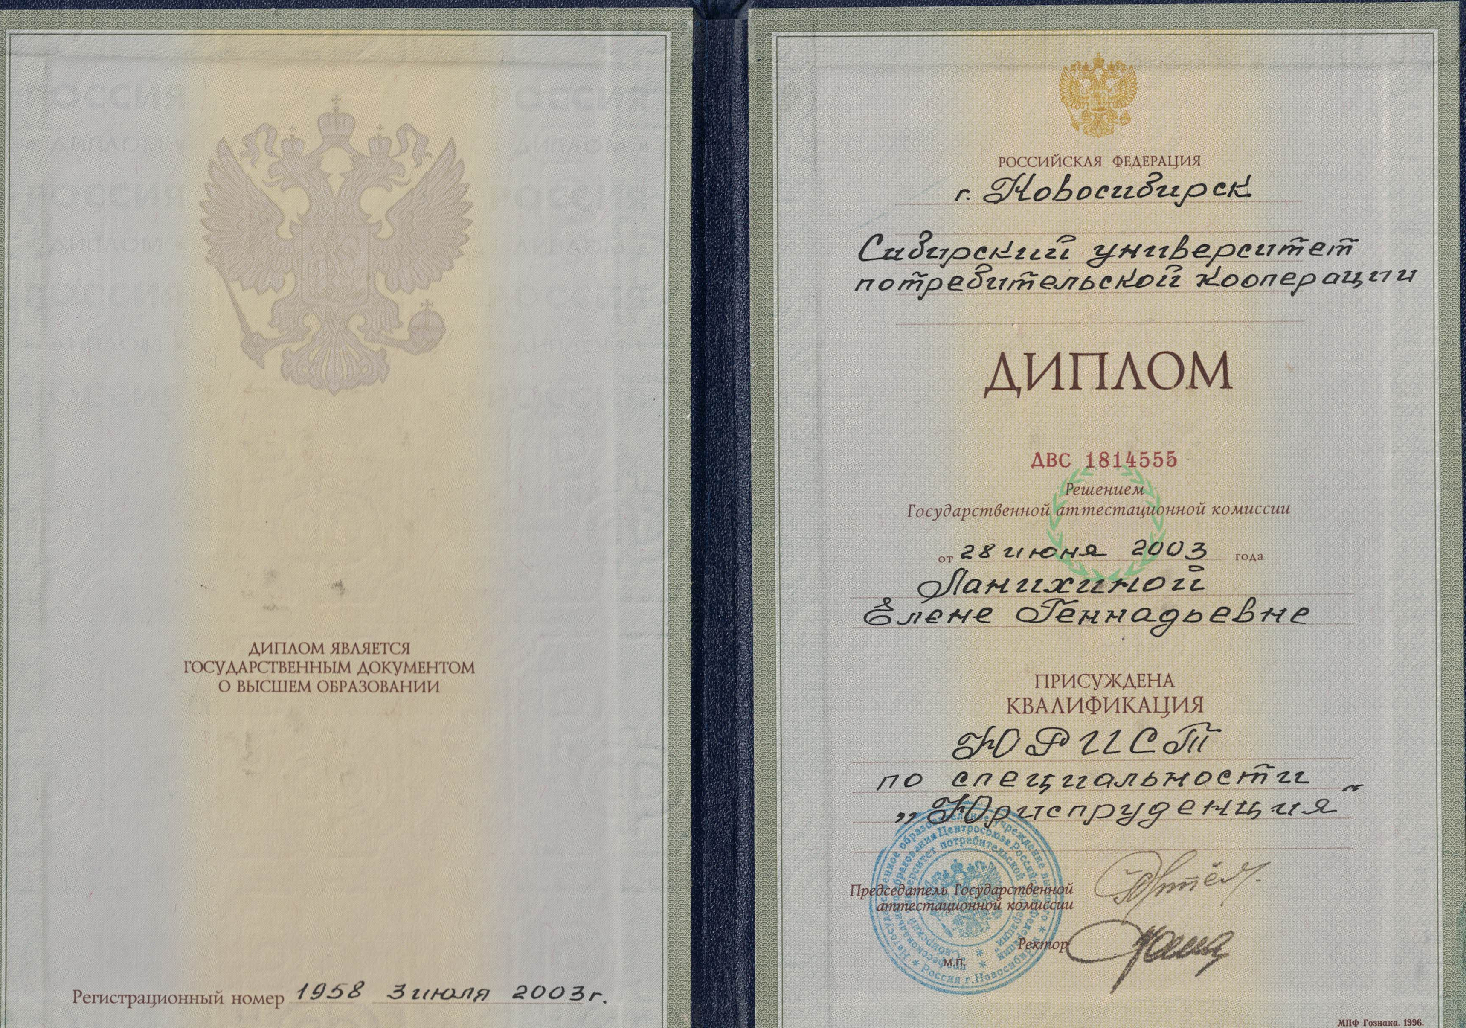 ДИПЛОМ ЯВЛЯЕТСЯ
ГОСУДАРСТВЕННЫМ ДОКУМЕНТОМ
О ВЫСШЕМ ОБРАЗОВАНИИ
Регистрационный номер 1958 3 июля 2003г.
РОССИЙСКАЯ ФЕДЕРАЦИЯ
г. Новосибирск
Сибирский университет
потребительской кооперации
ДИПЛОМ
ДВС 1814555
Решением
Государственной аттестационной комиссии
от 28 июня 2003 года
Ланихиной
Елене Геннадьевне
ПРИСУЖДЕНА
КВАЛИФИКАЦИЯ
ЮРИСТ
по специальности
„Юриспруденция"
Председатель Государственной
аттестационной комиссии
Ректор
М.П.
МПФ Гознака. 1996.